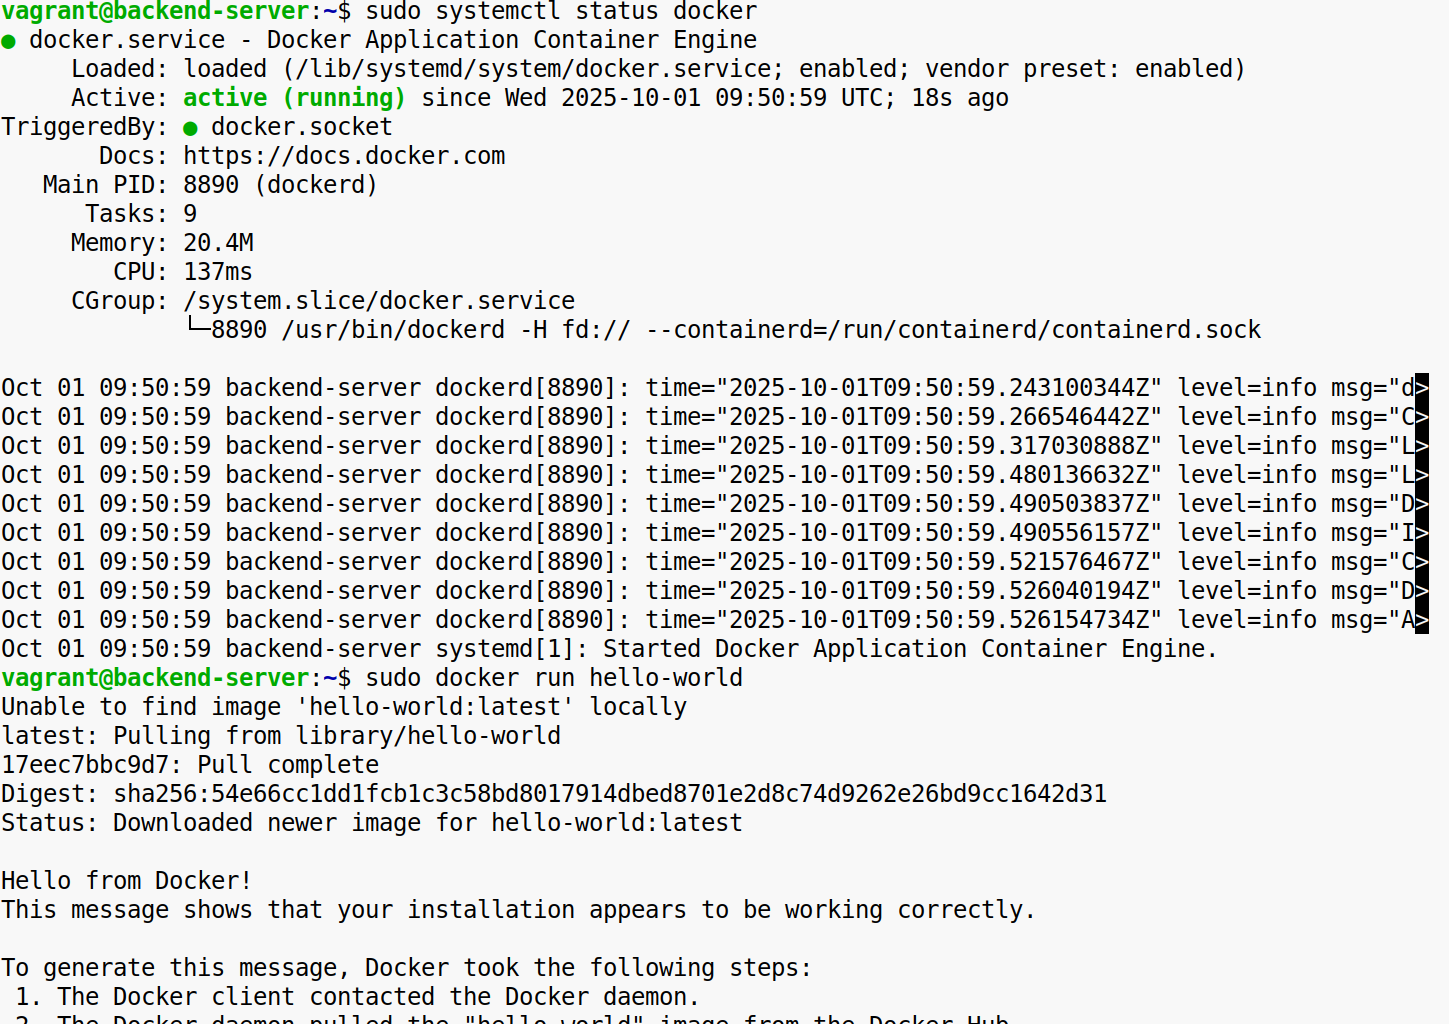 vagrant@backend-server:~$ sudo systemctl status docker
● docker.service - Docker Application Container Engine
     Loaded: loaded (/lib/systemd/system/docker.service; enabled; vendor preset: enabled)
     Active: active (running) since Wed 2025-10-01 09:50:59 UTC; 18s ago
TriggeredBy: ● docker.socket
       Docs: https://docs.docker.com
   Main PID: 8890 (dockerd)
      Tasks: 9
     Memory: 20.4M
        CPU: 137ms
     CGroup: /system.slice/docker.service
             └─8890 /usr/bin/dockerd -H fd:// --containerd=/run/containerd/containerd.sock

Oct 01 09:50:59 backend-server dockerd[8890]: time="2025-10-01T09:50:59.243100344Z" level=info msg="d>
Oct 01 09:50:59 backend-server dockerd[8890]: time="2025-10-01T09:50:59.266546442Z" level=info msg="C>
Oct 01 09:50:59 backend-server dockerd[8890]: time="2025-10-01T09:50:59.317030888Z" level=info msg="L>
Oct 01 09:50:59 backend-server dockerd[8890]: time="2025-10-01T09:50:59.480136632Z" level=info msg="L>
Oct 01 09:50:59 backend-server dockerd[8890]: time="2025-10-01T09:50:59.490503837Z" level=info msg="D>
Oct 01 09:50:59 backend-server dockerd[8890]: time="2025-10-01T09:50:59.490556157Z" level=info msg="I>
Oct 01 09:50:59 backend-server dockerd[8890]: time="2025-10-01T09:50:59.521576467Z" level=info msg="C>
Oct 01 09:50:59 backend-server dockerd[8890]: time="2025-10-01T09:50:59.526040194Z" level=info msg="D>
Oct 01 09:50:59 backend-server dockerd[8890]: time="2025-10-01T09:50:59.526154734Z" level=info msg="A>
Oct 01 09:50:59 backend-server systemd[1]: Started Docker Application Container Engine.
vagrant@backend-server:~$ sudo docker run hello-world
Unable to find image 'hello-world:latest' locally
latest: Pulling from library/hello-world
17eec7bbc9d7: Pull complete
Digest: sha256:54e66cc1dd1fcb1c3c58bd8017914dbed8701e2d8c74d9262e26bd9cc1642d31
Status: Downloaded newer image for hello-world:latest

Hello from Docker!
This message shows that your installation appears to be working correctly.

To generate this message, Docker took the following steps:
 1. The Docker client contacted the Docker daemon.
 2. The Docker daemon pulled the "hello-world" image from the Docker Hub.